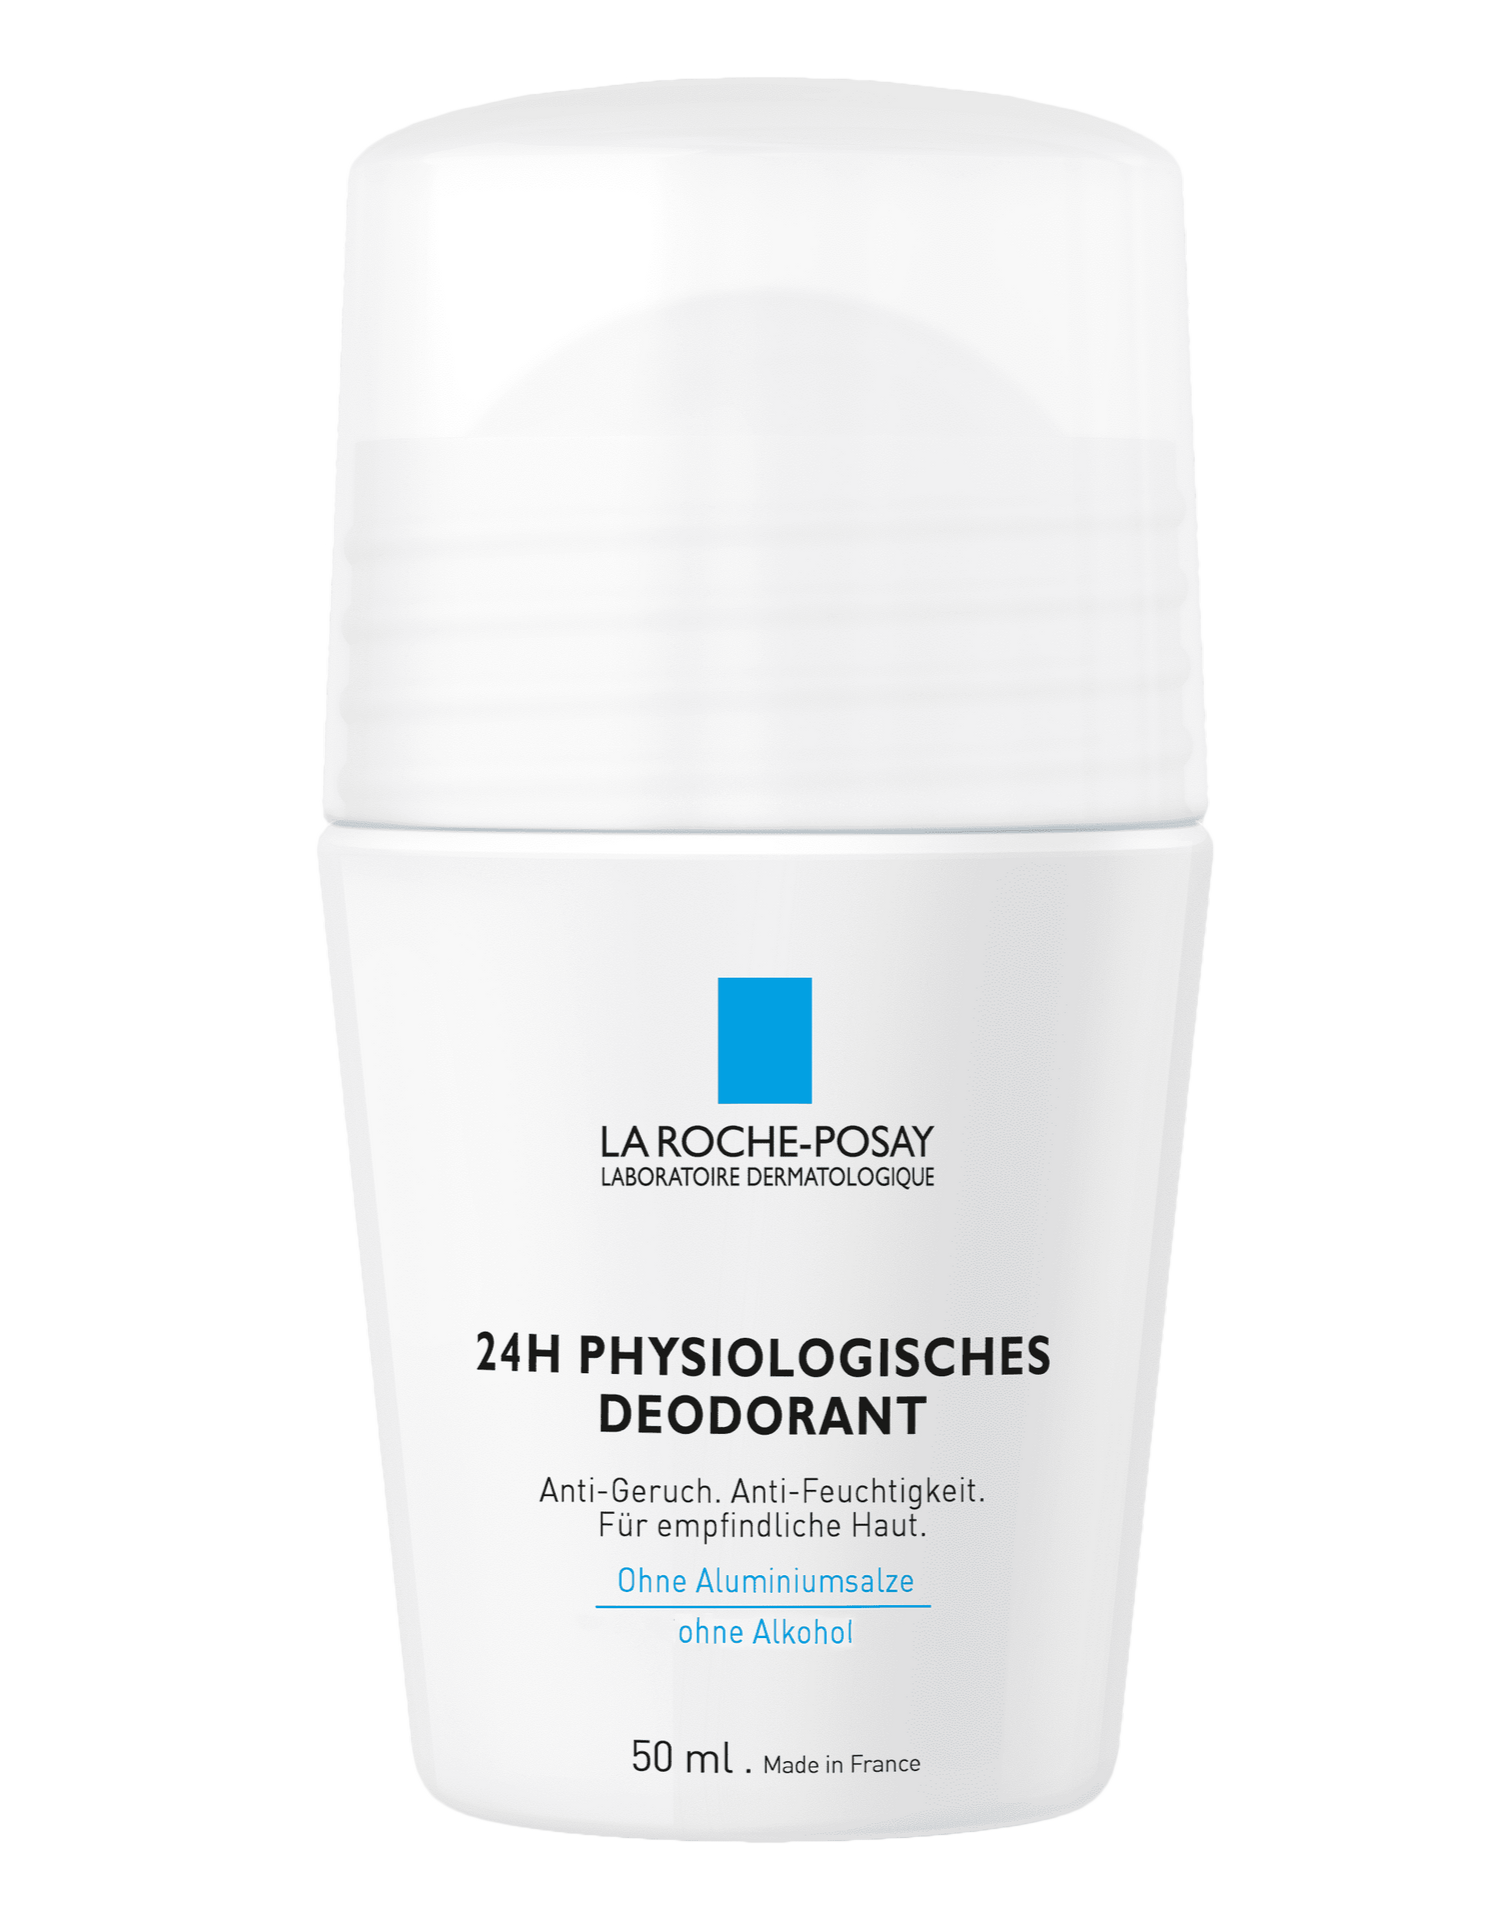 LA ROCHE-POSAY
LABORATOIRE DERMATOLOGIQUE
24H PHYSIOLOGISCHES
DEODORANT
Anti-Geruch. Anti-Feuchtigkeit.
Für empfindliche Haut.
Ohne Aluminiumsalze
ohne Alkohol
50 ml . Made in France